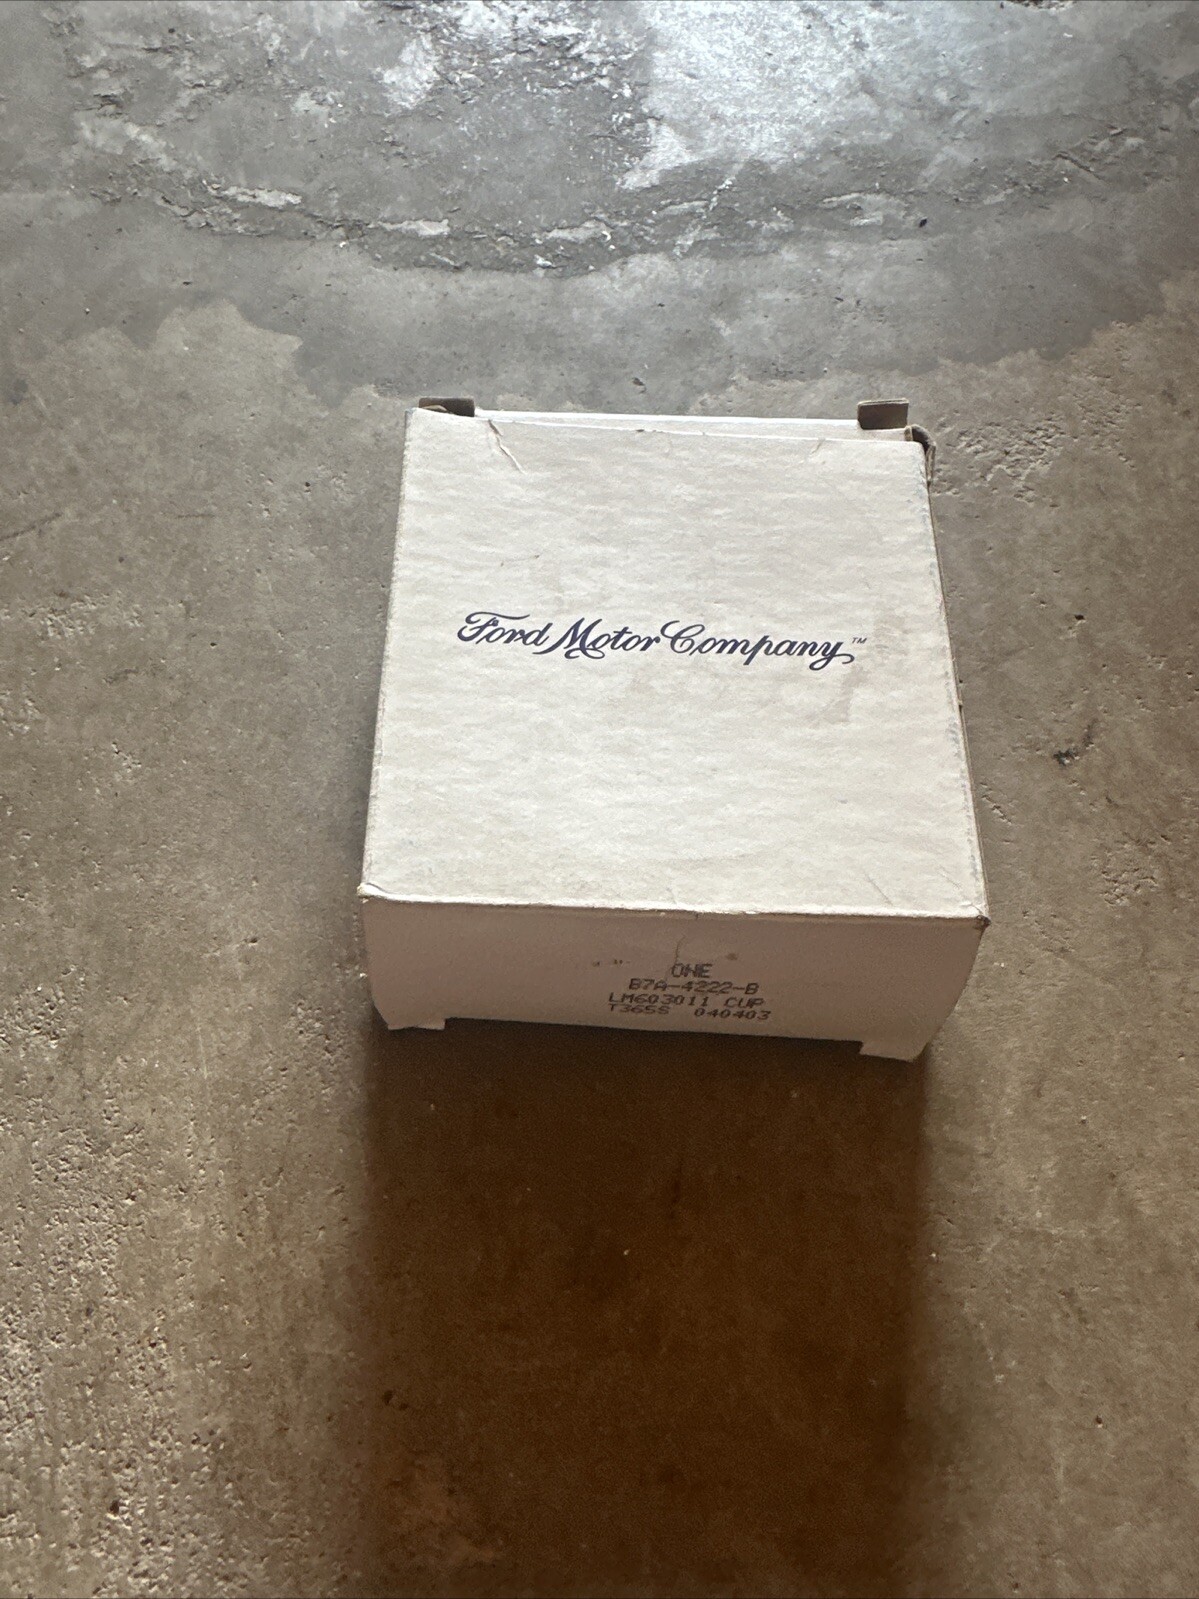 Ford Motor Company™
ONE
B7A-4222-B
LM603011 CUP
T365S 040403